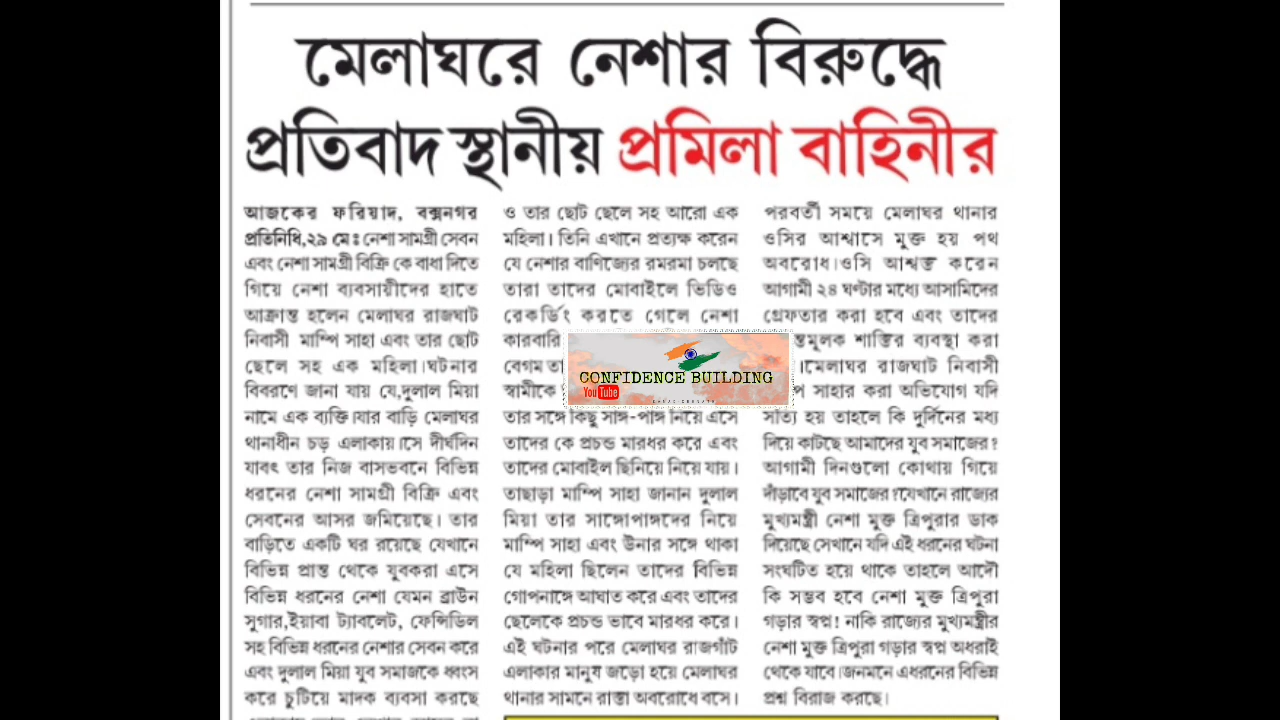 মেলাঘরে নেশার বিরুদ্ধে
প্রতিবাদ স্থানীয় প্রমিলা বাহিনীর
আজকের ফরিয়াদ, বক্সনগর
প্রতিনিধি,২৯ মেঃ নেশা সামগ্রী সেবন
এবং নেশা সামগ্রী বিক্রি কে বাধা দিতে
গিয়ে নেশা ব্যবসায়ীদের হাতে
আক্রান্ত হলেন মেলাঘর রাজঘাট
নিবাসী মাম্পি সাহা এবং তার ছোট
ছেলে সহ এক মহিলা।ঘটনার
বিবরণে জানা যায় যে,দুলাল মিয়া
নামে এক ব্যক্তি।যার বাড়ি মেলাঘর
থানাধীন চড় এলাকায়।সে দীর্ঘদিন
যাবৎ তার নিজ বাসভবনে বিভিন্ন
ধরনের নেশা সামগ্রী বিক্রি এবং
সেবনের আসর জমিয়েছে। তার
বাড়িতে একটি ঘর রয়েছে যেখানে
বিভিন্ন প্রান্ত থেকে যুবকরা এসে
বিভিন্ন ধরনের নেশা যেমন ব্রাউন
সুগার,ইয়াবা ট্যাবলেট, ফেন্সিডিল
সহ বিভিন্ন ধরনের নেশার সেবন করে
এবং দুলাল মিয়া যুব সমাজকে ধ্বংস
করে চুটিয়ে মাদক ব্যবসা করছে
ও তার ছোট ছেলে সহ আরো এক
মহিলা। তিনি এখানে প্রত্যক্ষ করেন
যে নেশার বাণিজ্যের রমরমা চলছে
তারা তাদের মোবাইলে ভিডিও
রেকর্ডিং করতে গেলে নেশা
কারবারি
বেগম তা
স্বামীকে
তার সঙ্গে কিছু সাঙ্গ-পাঙ্গ নিয়ে এসে
তাদের কে প্রচন্ড মারধর করে এবং
তাদের মোবাইল ছিনিয়ে নিয়ে যায়।
তাছাড়া মাম্পি সাহা জানান দুলাল
মিয়া তার সাঙ্গোপাঙ্গদের নিয়ে
মাম্পি সাহা এবং উনার সঙ্গে থাকা
যে মহিলা ছিলেন তাদের বিভিন্ন
গোপনাঙ্গে আঘাত করে এবং তাদের
ছেলেকে প্রচন্ড ভাবে মারধর করে।
এই ঘটনার পরে মেলাঘর রাজগাঁট
এলাকার মানুষ জড়ো হয়ে মেলাঘর
থানার সামনে রাস্তা অবরোধে বসে।
পরবর্তী সময়ে মেলাঘর থানার
ওসির আশ্বাসে মুক্ত হয় পথ
অবরোধ।ওসি আশ্বস্ত করেন
আগামী ২৪ ঘণ্টার মধ্যে আসামিদের
গ্রেফতার করা হবে এবং তাদের
ন্তমূলক শাস্তির ব্যবস্থা করা
।মেলাঘর রাজঘাট নিবাসী
সাহার করা অভিযোগ যদি
সত্যি হয় তাহলে কি দুর্দিনের মধ্য
দিয়ে কাটছে আমাদের যুব সমাজের?
আগামী দিনগুলো কোথায় গিয়ে
দাঁড়াবে যুব সমাজের ?যেখানে রাজ্যের
মুখ্যমন্ত্রী নেশা মুক্ত ত্রিপুরার ডাক
দিয়েছে সেখানে যদি এই ধরনের ঘটনা
সংঘটিত হয়ে থাকে তাহলে আদৌ
কি সম্ভব হবে নেশা মুক্ত ত্রিপুরা
গড়ার স্বপ্ন! নাকি রাজ্যের মুখ্যমন্ত্রীর
নেশা মুক্ত ত্রিপুরা গড়ার স্বপ্ন অধরাই
থেকে যাবে।জনমনে এধরনের বিভিন্ন
প্রশ্ন বিরাজ করছে।
CONFIDENCE BUILDING
YouTube